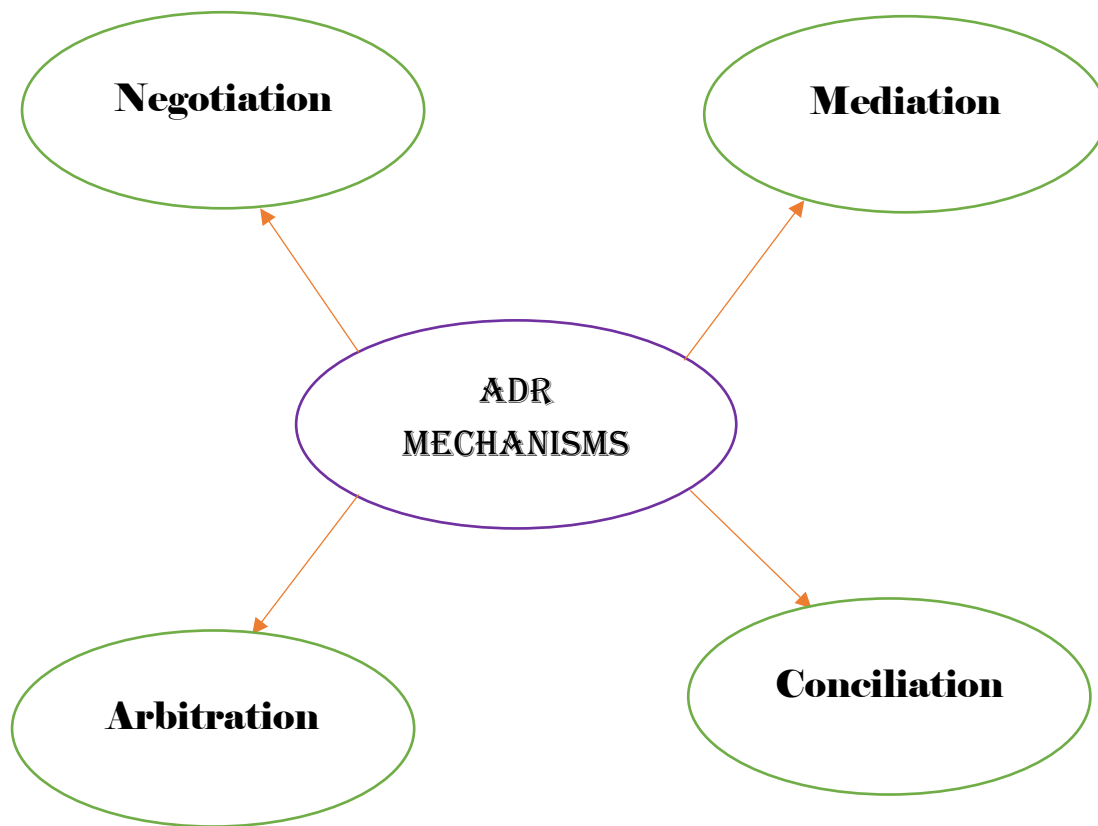 Negotiation
Mediation
ADR
MECHANISMS
Arbitration
Conciliation